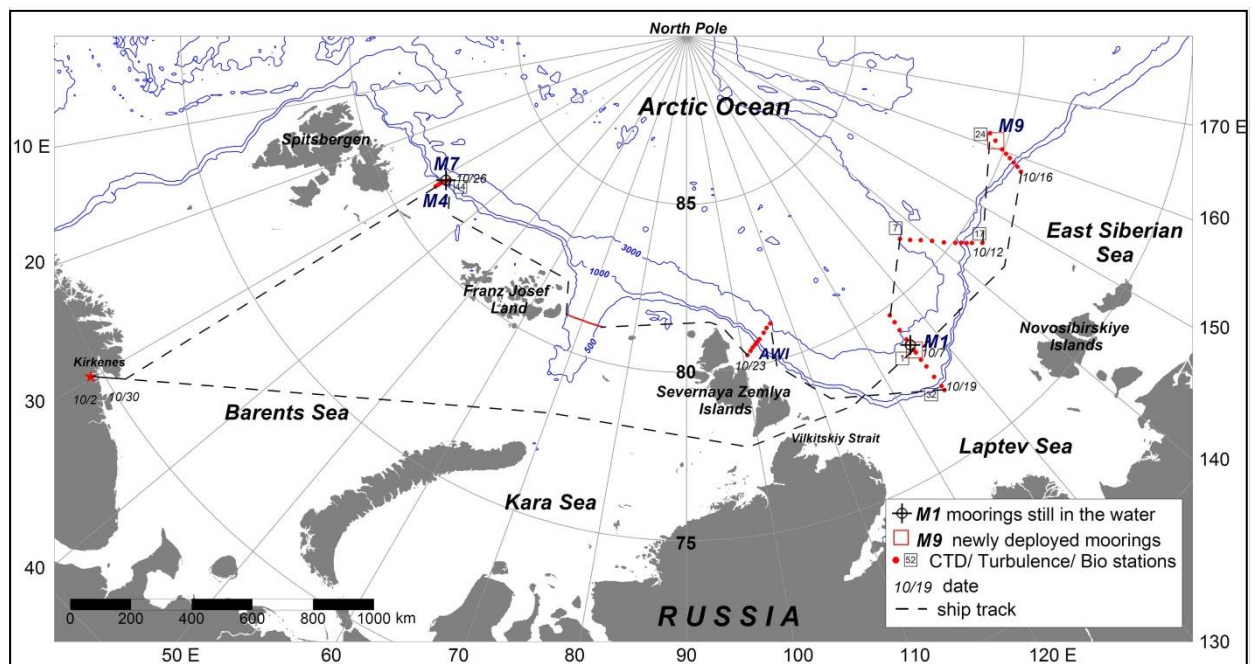 North Pole
Arctic Ocean
170 E
160
150
140
130
10 E
20
30
40
50 E
60
70
80
90
100
110
120 E
85
80
75
Spitsbergen
M7
10/26
M4
Franz Josef
Land
3000
1000
500
Kirkenes
10/2
10/30
Barents Sea
Kara Sea
AWI
10/23
Severnaya Zemlya
Islands
Vilkitskiy Strait
Laptev Sea
East Siberian
Sea
Novosibirskiye
Islands
24
M9
10/16
7
17
10/12
M1
1
10/7
10/19
32
RUSSIA
0 200 400 600 800 1000 km
M1 moorings still in the water
M9 newly deployed moorings
52 CTD/ Turbulence/ Bio stations
10/19 date
ship track